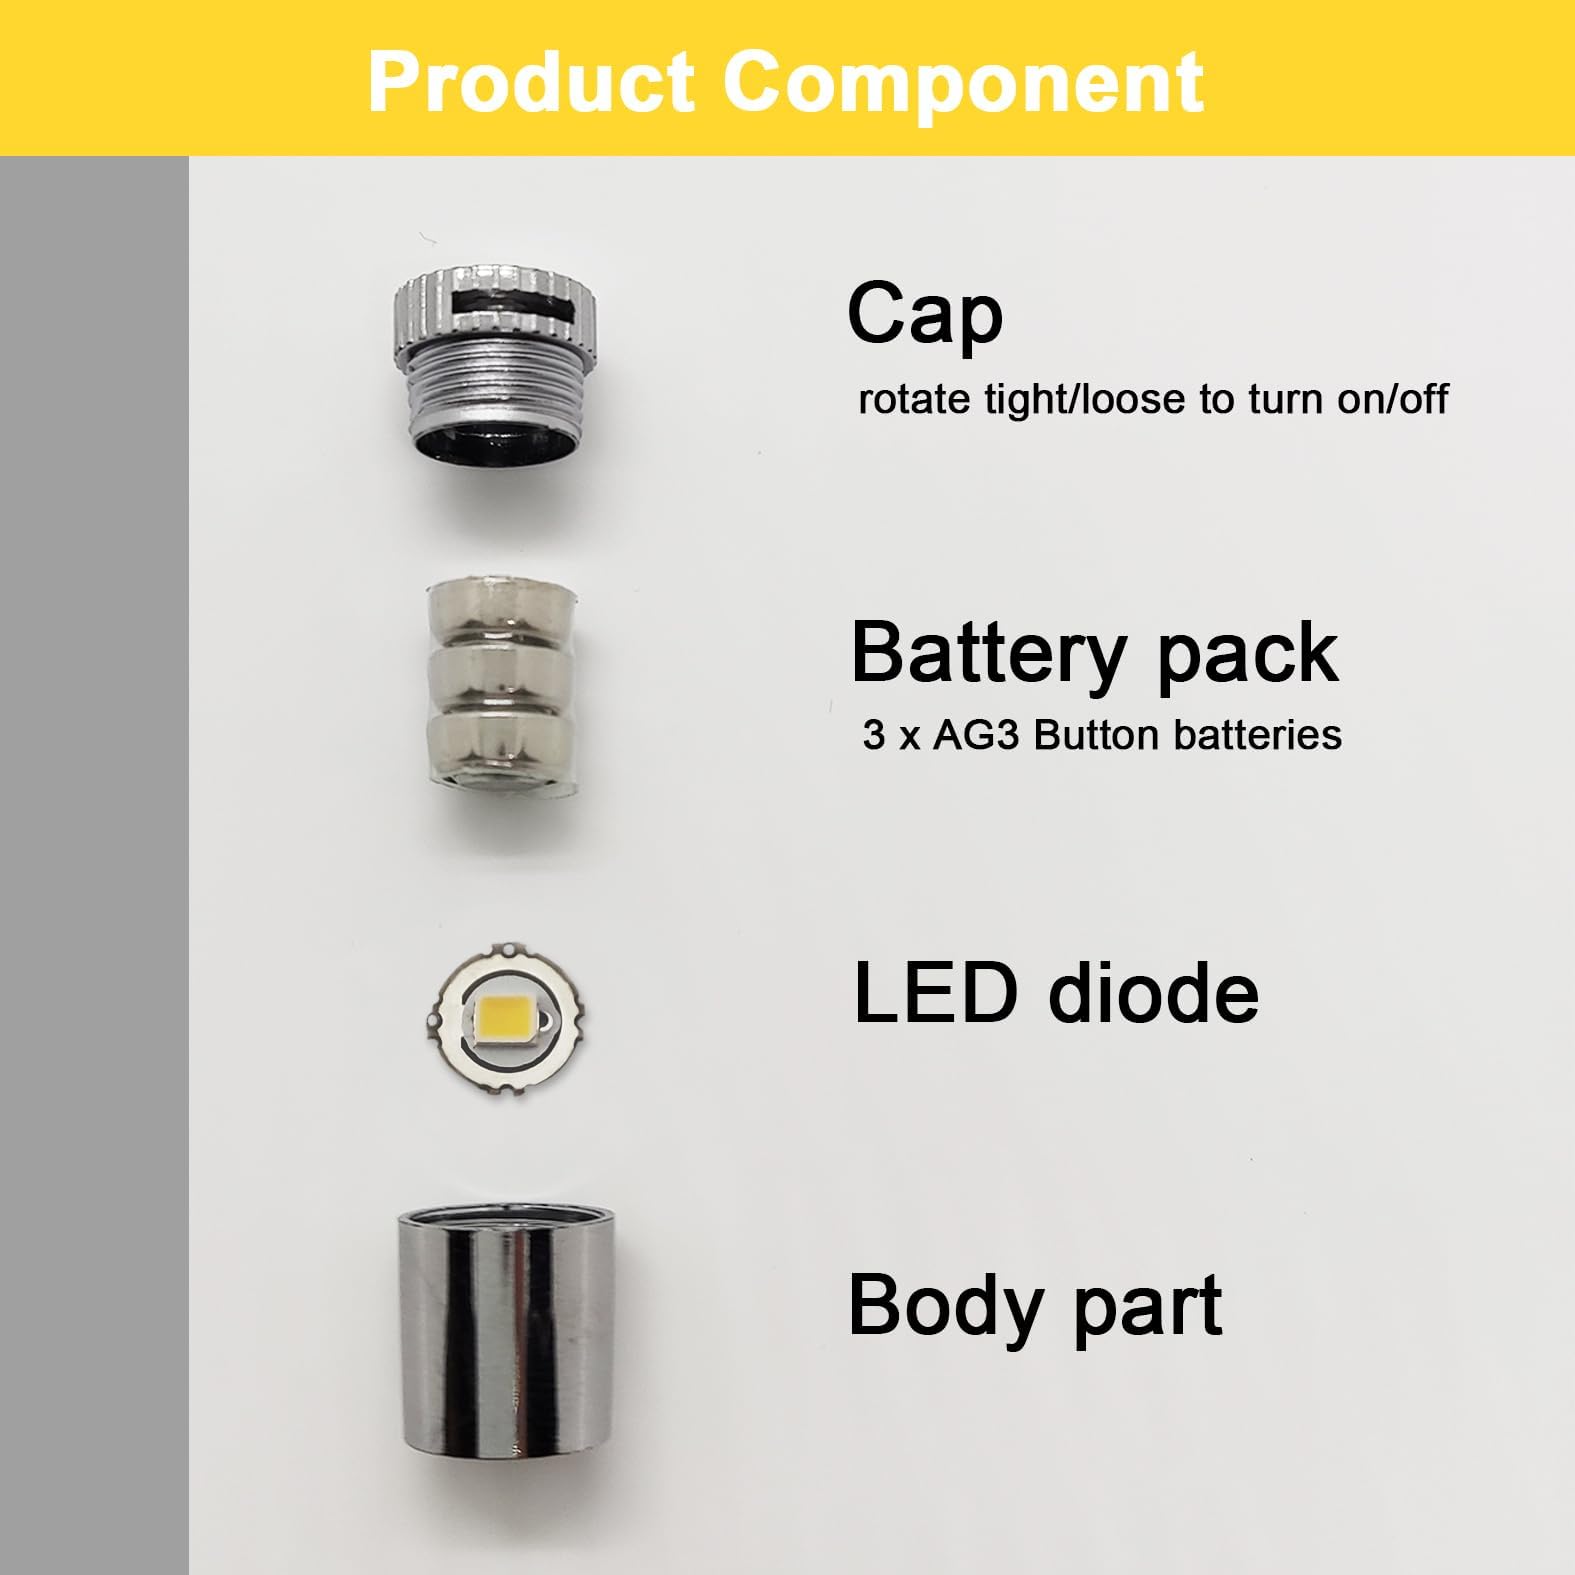 Product Component
Cap
rotate tight/loose to turn on/off
Battery pack
3 x AG3 Button batteries
LED diode
Body part